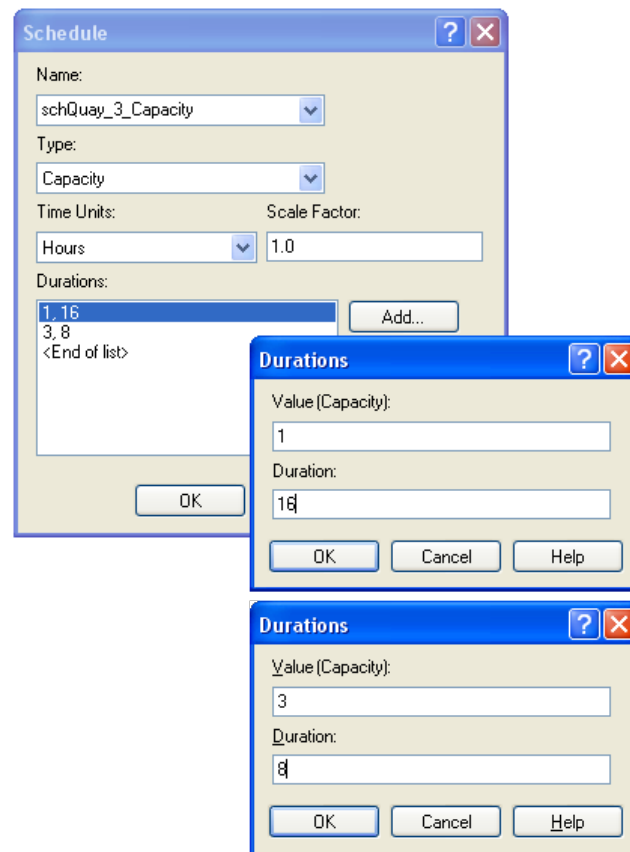 Schedule
Name:
schQuay_3_Capacity
Type:
Capacity
Time Units: Scale Factor:
Hours 1.0
Durations:
1, 16
3, 8
<End of list>
Add...
OK
Durations
Value (Capacity):
1
Duration:
16
OK Cancel Help
Durations
Value (Capacity):
3
Duration:
8
OK Cancel Help